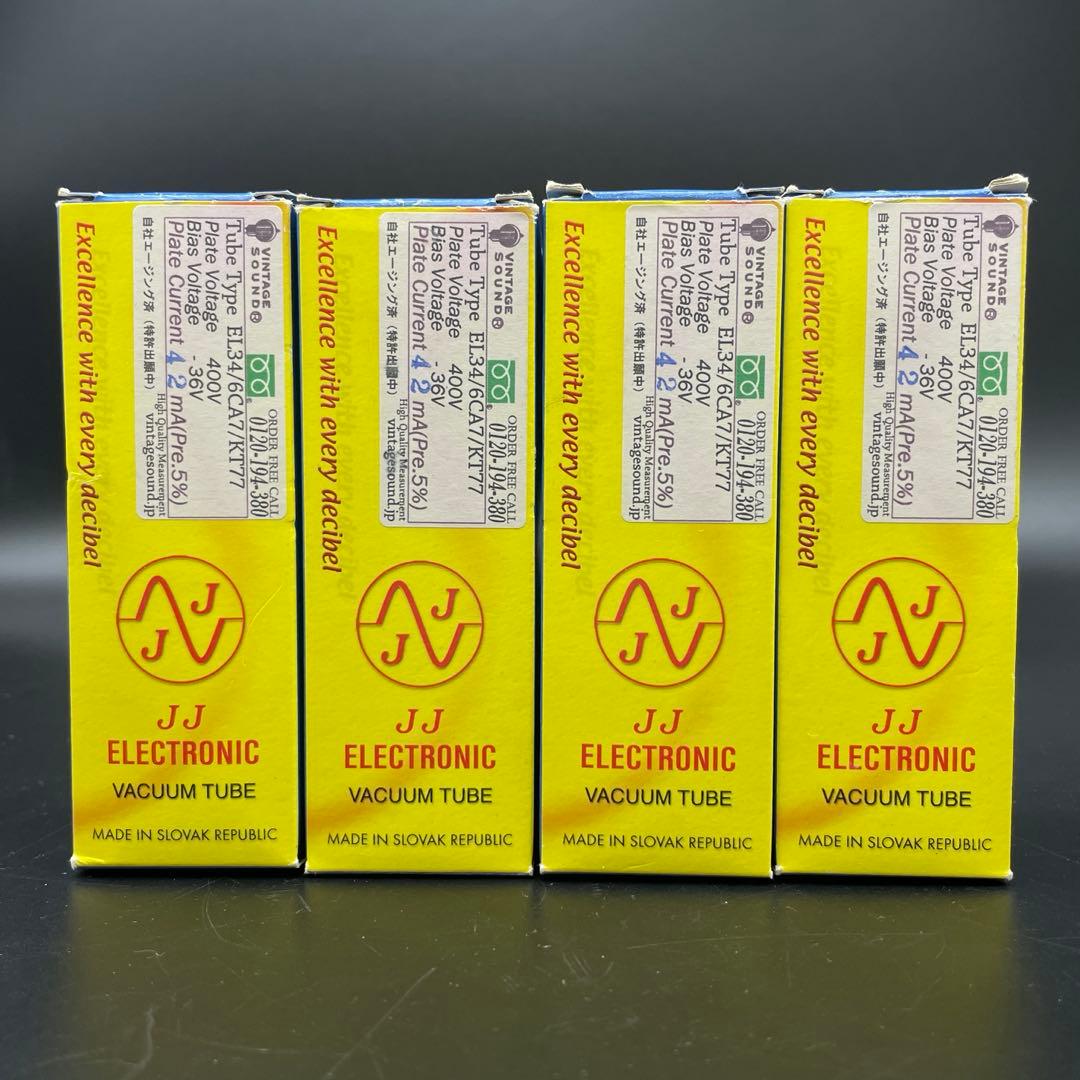 VINTAGE
SOUND®
ORDER FREE CALL
0120-194-380
Tube Type EL34/6CA7/KT77
Plate Voltage 400V
Bias Voltage -36V
Plate Current 42 mA(Pre.5%)
High Quality Measurement
自社エージング済（特許出願中） vintagesound.jp
Excellence with every decibel
J
J
JJ
ELECTRONIC
VACUUM TUBE
MADE IN SLOVAK REPUBLIC
VINTAGE
SOUND®
ORDER FREE CALL
0120-194-380
Tube Type EL34/6CA7/KT77
Plate Voltage 400V
Bias Voltage -36V
Plate Current 42 mA(Pre.5%)
High Quality Measurement
自社エージング済（特許出願中） vintagesound.jp
Excellence with every decibel
J
J
JJ
ELECTRONIC
VACUUM TUBE
MADE IN SLOVAK REPUBLIC
VINTAGE
SOUND®
ORDER FREE CALL
0120-194-380
Tube Type EL34/6CA7/KT77
Plate Voltage 400V
Bias Voltage -36V
Plate Current 42 mA(Pre.5%)
High Quality Measurement
自社エージング済（特許出願中） vintagesound.jp
Excellence with every decibel
J
J
JJ
ELECTRONIC
VACUUM TUBE
MADE IN SLOVAK REPUBLIC
VINTAGE
SOUND®
ORDER FREE CALL
0120-194-380
Tube Type EL34/6CA7/KT77
Plate Voltage 400V
Bias Voltage -36V
Plate Current 42 mA(Pre.5%)
High Quality Measurement
自社エージング済（特許出願中） vintagesound.jp
Excellence with every decibel
J
J
JJ
ELECTRONIC
VACUUM TUBE
MADE IN SLOVAK REPUBLIC